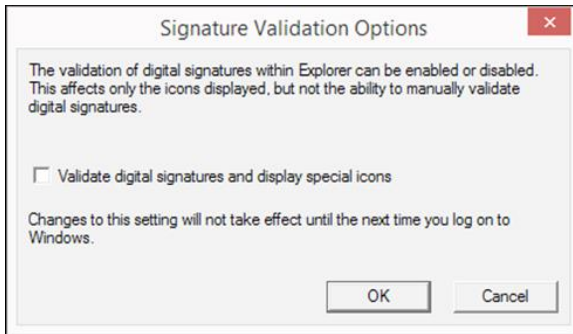 Signature Validation Options
The validation of digital signatures within Explorer can be enabled or disabled.
This affects only the icons displayed, but not the ability to manually validate
digital signatures.
Validate digital signatures and display special icons
Changes to this setting will not take effect until the next time you log on to
Windows.
OK Cancel